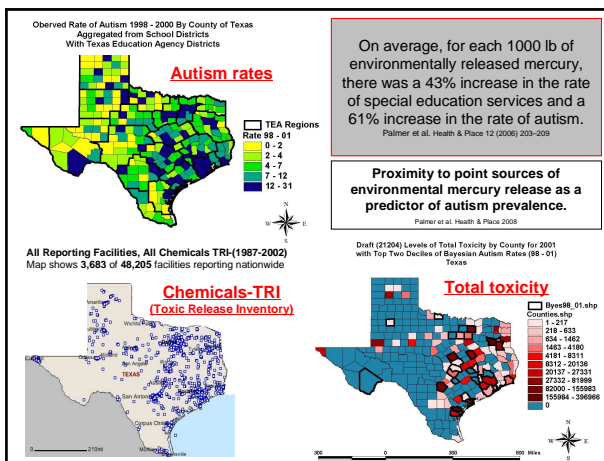 Oberved Rate of Autism 1998 - 2000 By County of Texas
Aggregated from School Districts
With Texas Education Agency Districts
Autism rates
TEA Regions
Rate 98 - 01
0 - 2
2 - 4
4 - 7
7 - 12
12 - 31
N
W
E
S
On average, for each 1000 lb of
environmentally released mercury,
there was a 43% increase in the rate
of special education services and a
61% increase in the rate of autism.
Palmer et al. Health & Place 12 (2006) 203–209
Proximity to point sources of
environmental mercury release as a
predictor of autism prevalence.
Palmer et al. Health & Place 2008
All Reporting Facilities, All Chemicals TRI-(1987-2002)
Map shows 3,683 of 48,205 facilities reporting nationwide
Chemicals-TRI
(Toxic Release Inventory)
TEXAS
San Antonio
Corpus Chris
0
210mi
Draft (21204) Levels of Total Toxicity by County for 2001
with Top Two Deciles of Bayesian Autism Rates (98 - 01)
Texas
Total toxicity
Byes98_01.shp
Counties.shp
1 - 217
218 - 633
634 - 1462
1463 - 4180
4181 - 8311
8312 - 20136
20137 - 27331
27332 - 81999
82000 - 155983
155984 - 396966
0
N
W
E
S
300
0
300
600 Miles